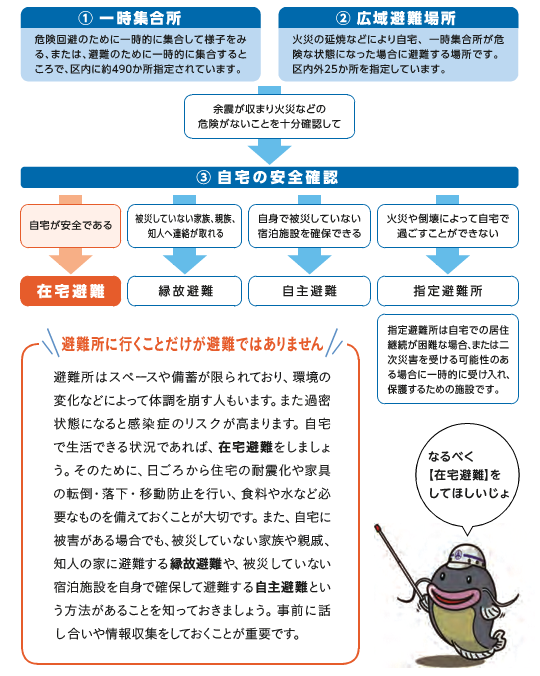 ① 一時集合所
危険回避のために一時的に集合して様子をみ
る、または、避難のために一時的に集合すると
ころで、区内に約490か所指定されています。
② 広域避難場所
火災の延焼などにより自宅、一時集合所が危
険な状態になった場合に避難する場所です。
区内外25か所を指定しています。
余震が収まり火災などの
危険がないことを十分確認して
③ 自宅の安全確認
自宅が安全である
被災していない家族、親族、
知人へ連絡が取れる
自身で被災していない
宿泊施設を確保できる
火災や倒壊によって自宅で
過ごすことができない
在宅避難
縁故避難
自主避難
指定避難所
指定避難所は自宅での居住
継続が困難な場合、または二
次災害を受ける可能性のあ
る場合に一時的に受け入れ、
保護するための施設です。
避難所に行くことだけが避難ではありません
避難所はスペースや備蓄が限られており、環境の
変化などによって体調を崩す人もいます。また過密
状態になると感染症のリスクが高まります。自宅
で生活できる状況であれば、在宅避難をしましょ
う。そのために、日ごろから住宅の耐震化や家具
の転倒・落下・移動防止を行い、食料や水など必
要なものを備えておくことが大切です。また、自宅に
被害がある場合でも、被災していない家族や親戚、
知人の家に避難する縁故避難や、被災していない
宿泊施設を自身で確保して避難する自主避難とい
う方法があることを知っておきましょう。事前に話
し合いや情報収集をしておくことが重要です。
なるべく
【在宅避難】を
してほしいじょ